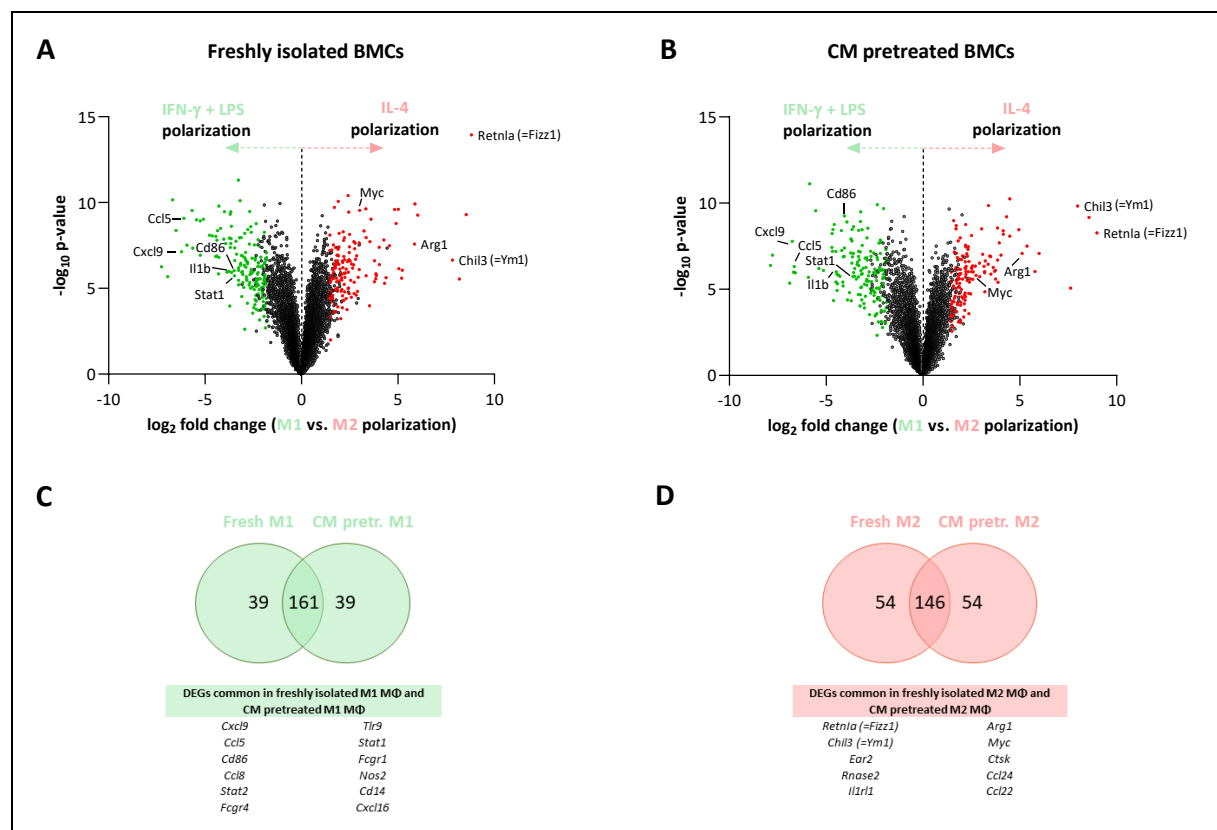 A
Freshly isolated BMCs
IFN-γ + LPS
polarization
IL-4
polarization
Retnla (=Fizz1)
Myc
Ccl5
Cxcl9
Cd86
Il1b
Stat1
Arg1
Chil3 (=Ym1)
15
10
5
0
-log10 p-value
-10
-5
0
5
10
log2 fold change (M1 vs. M2 polarization)
B
CM pretreated BMCs
IFN-γ + LPS
polarization
IL-4
polarization
Cd86
Chil3 (=Ym1)
Cxcl9
Ccl5
Stat1
Il1b
Retnla (=Fizz1)
Arg1
Myc
15
10
5
0
-log10 p-value
-10
-5
0
5
10
log2 fold change (M1 vs. M2 polarization)
C
Fresh M1
CM pretr. M1
39
161
39
DEGs common in freshly isolated M1 MΦ and
CM pretreated M1 MΦ
Cxcl9 Tlr9
Ccl5 Stat1
Cd86 Fcgr1
Ccl8 Nos2
Stat2 Cd14
Fcgr4 Cxcl16
D
Fresh M2
CM pretr. M2
54
146
54
DEGs common in freshly isolated M2 MΦ and
CM pretreated M2 MΦ
Retnla (=Fizz1) Arg1
Chil3 (=Ym1) Myc
Ear2 Ctsk
Rnase2 Ccl24
Il1rl1 Ccl22